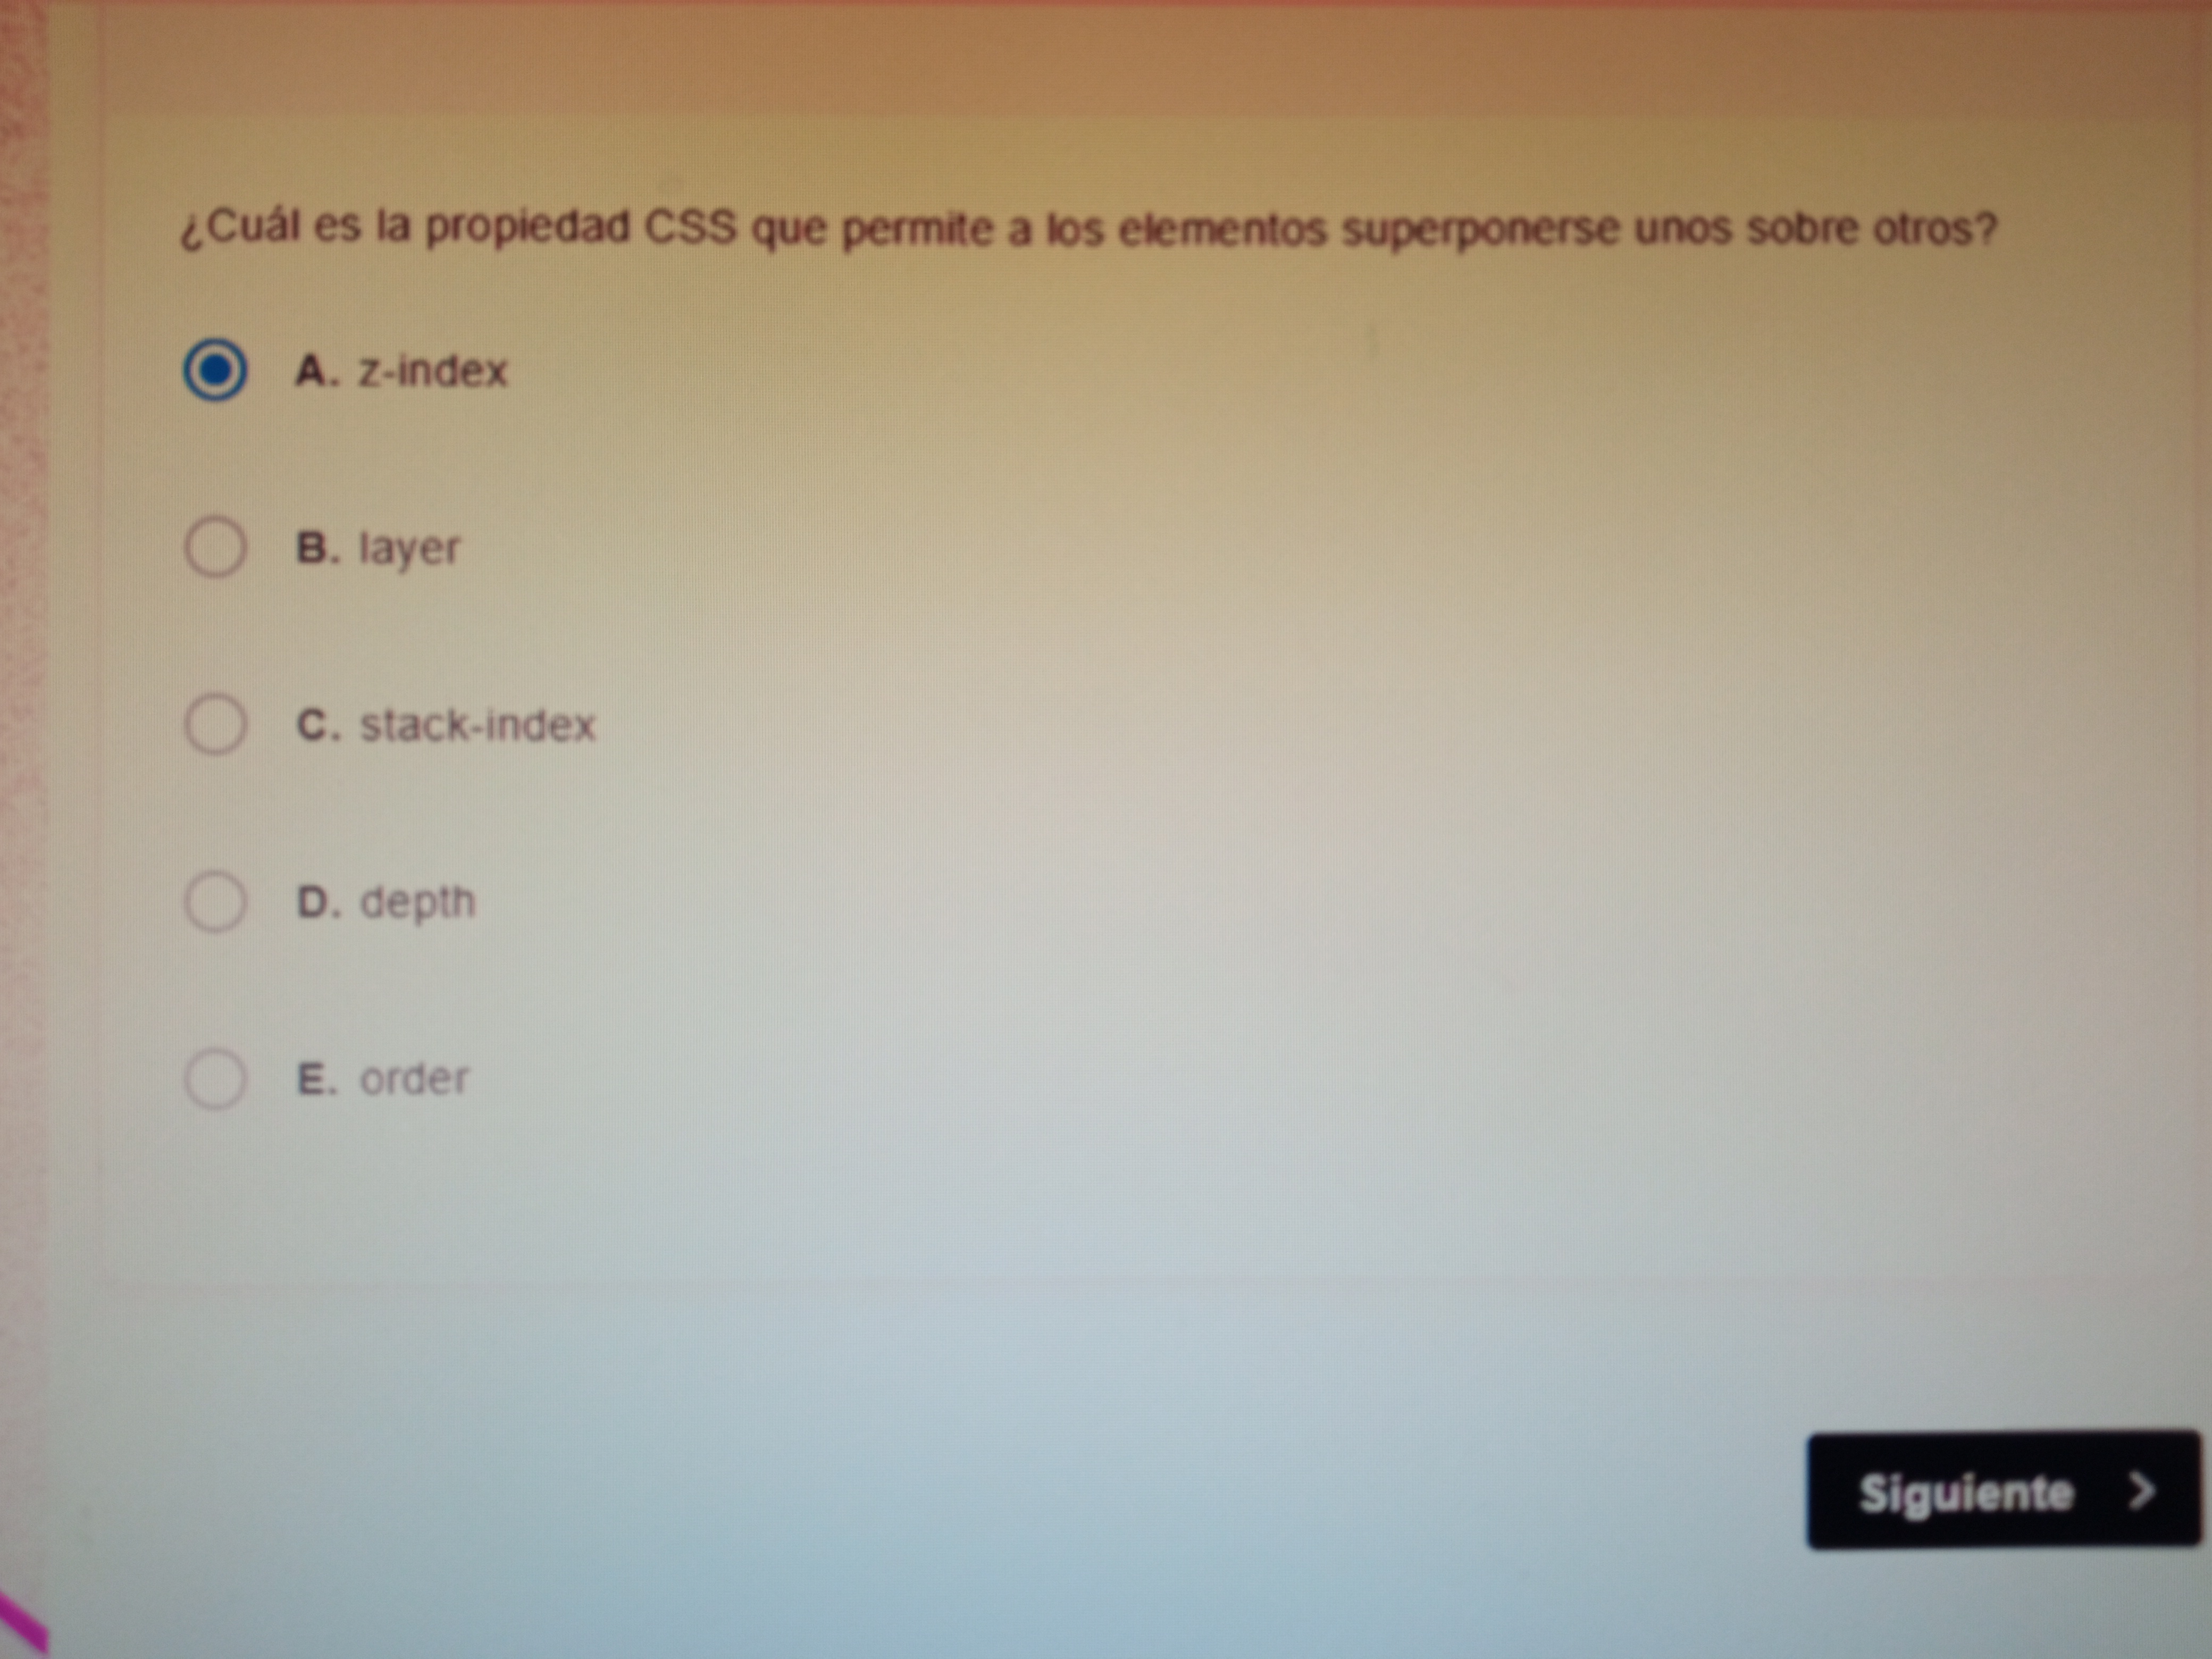 ¿Cuál es la propiedad CSS que permite a los elementos superponerse unos sobre otros?
A. z-index
B. layer
C. stack-index
D. depth
E. order
Siguiente >